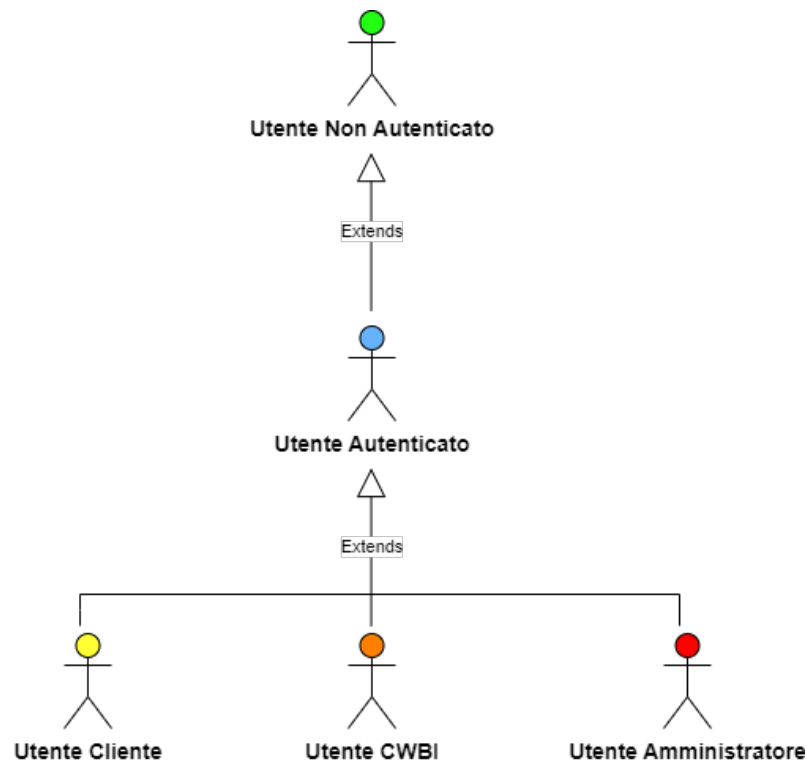 Utente Non Autenticato
Extends
Utente Autenticato
Extends
Utente Cliente
Utente CWBI
Utente Amministratore